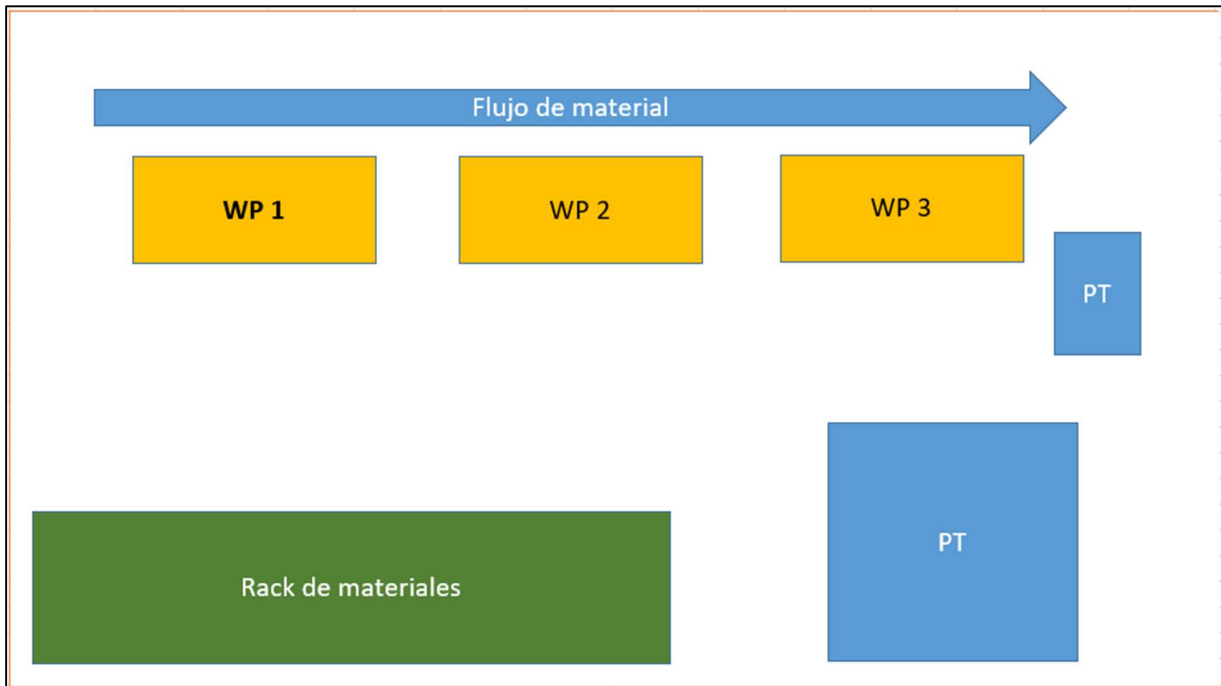 Flujo de material
WP 1
WP 2
WP 3
PT
PT
Rack de materiales